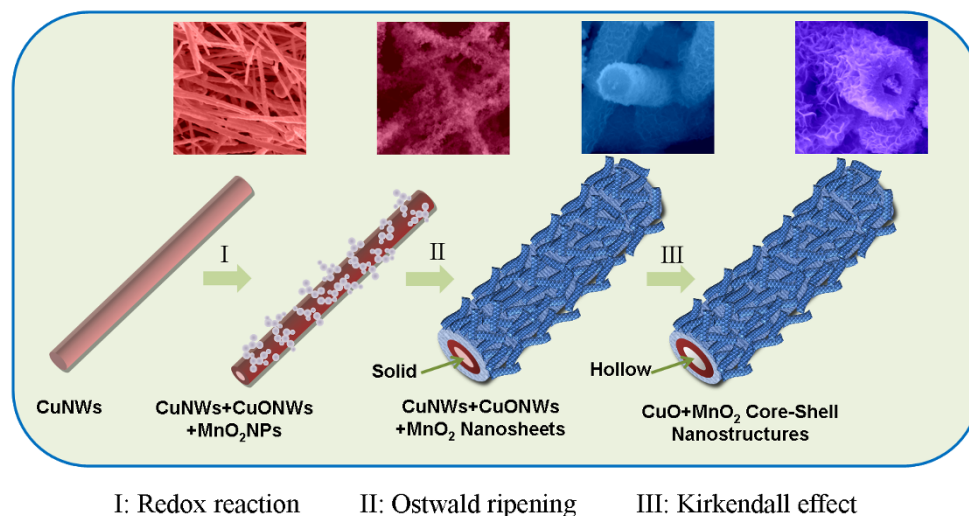 I
II
III
Solid
Hollow
CuNWs
CuNWs+CuONWs
+MnO₂NPs
CuNWs+CuONWs
+MnO₂ Nanosheets
CuO+MnO₂ Core-Shell
Nanostructures
I: Redox reaction II: Ostwald ripening III: Kirkendall effect